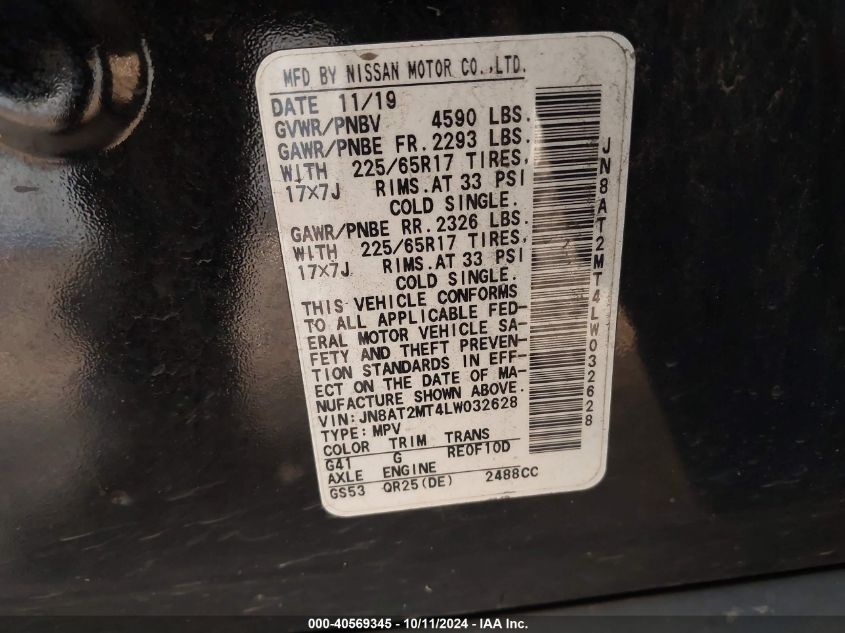 MFD BY NISSAN MOTOR CO.,LTD.
DATE 11/19
GVWR/PNBV 4590 LBS.
GAWR/PNBE FR. 2293 LBS.
WITH 225/65R17 TIRES,
17X7J RIMS.AT 33 PSI
COLD SINGLE.
GAWR/PNBE RR. 2326 LBS.
WITH 225/65R17 TIRES,
17X7J RIMS.AT 33 PSI
COLD SINGLE.
THIS VEHICLE CONFORMS
TO ALL APPLICABLE FED-
ERAL MOTOR VEHICLE SA-
FETY AND THEFT PREVEN-
TION STANDARDS IN EFF-
ECT ON THE DATE OF MA-
NUFACTURE SHOWN ABOVE.
VIN:JN8AT2MT4LW032628
TYPE:MPV
COLOR TRIM TRANS
G41 G RE0F10D
AXLE ENGINE
GS53 QR25(DE) 2488CC
JN8AT2MT4LW032628
000-40569345 - 10/11/2024 - IAA Inc.